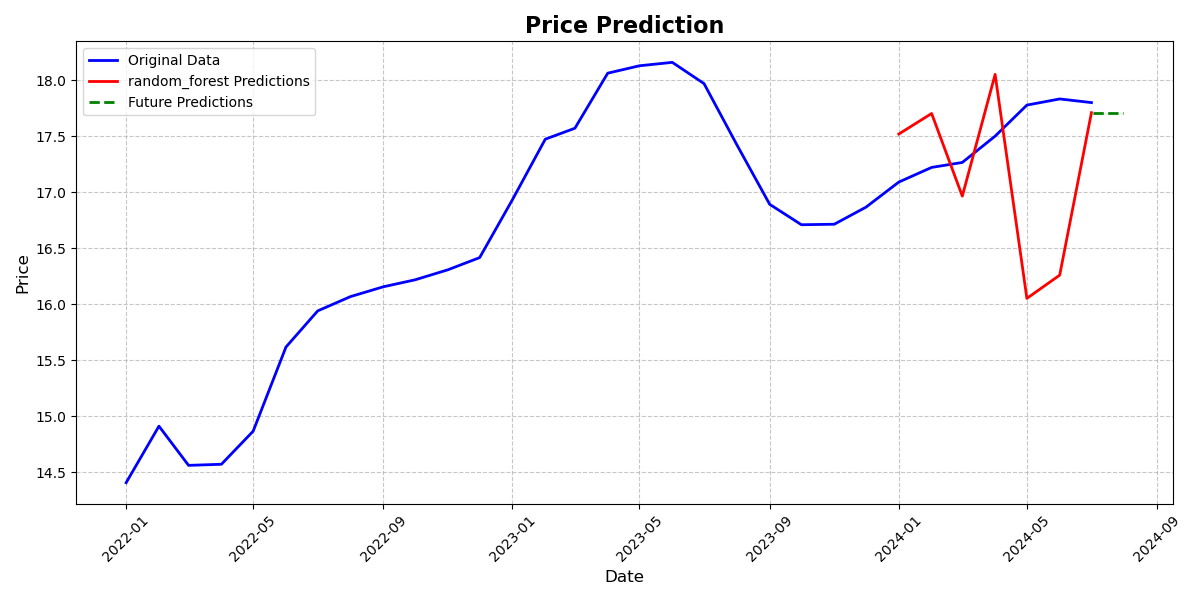 Price Prediction
Original Data
random_forest Predictions
Future Predictions
Price
18.0
17.5
17.0
16.5
16.0
15.5
15.0
14.5
2022-01
2022-05
2022-09
2023-01
2023-05
2023-09
2024-01
2024-05
2024-09
Date